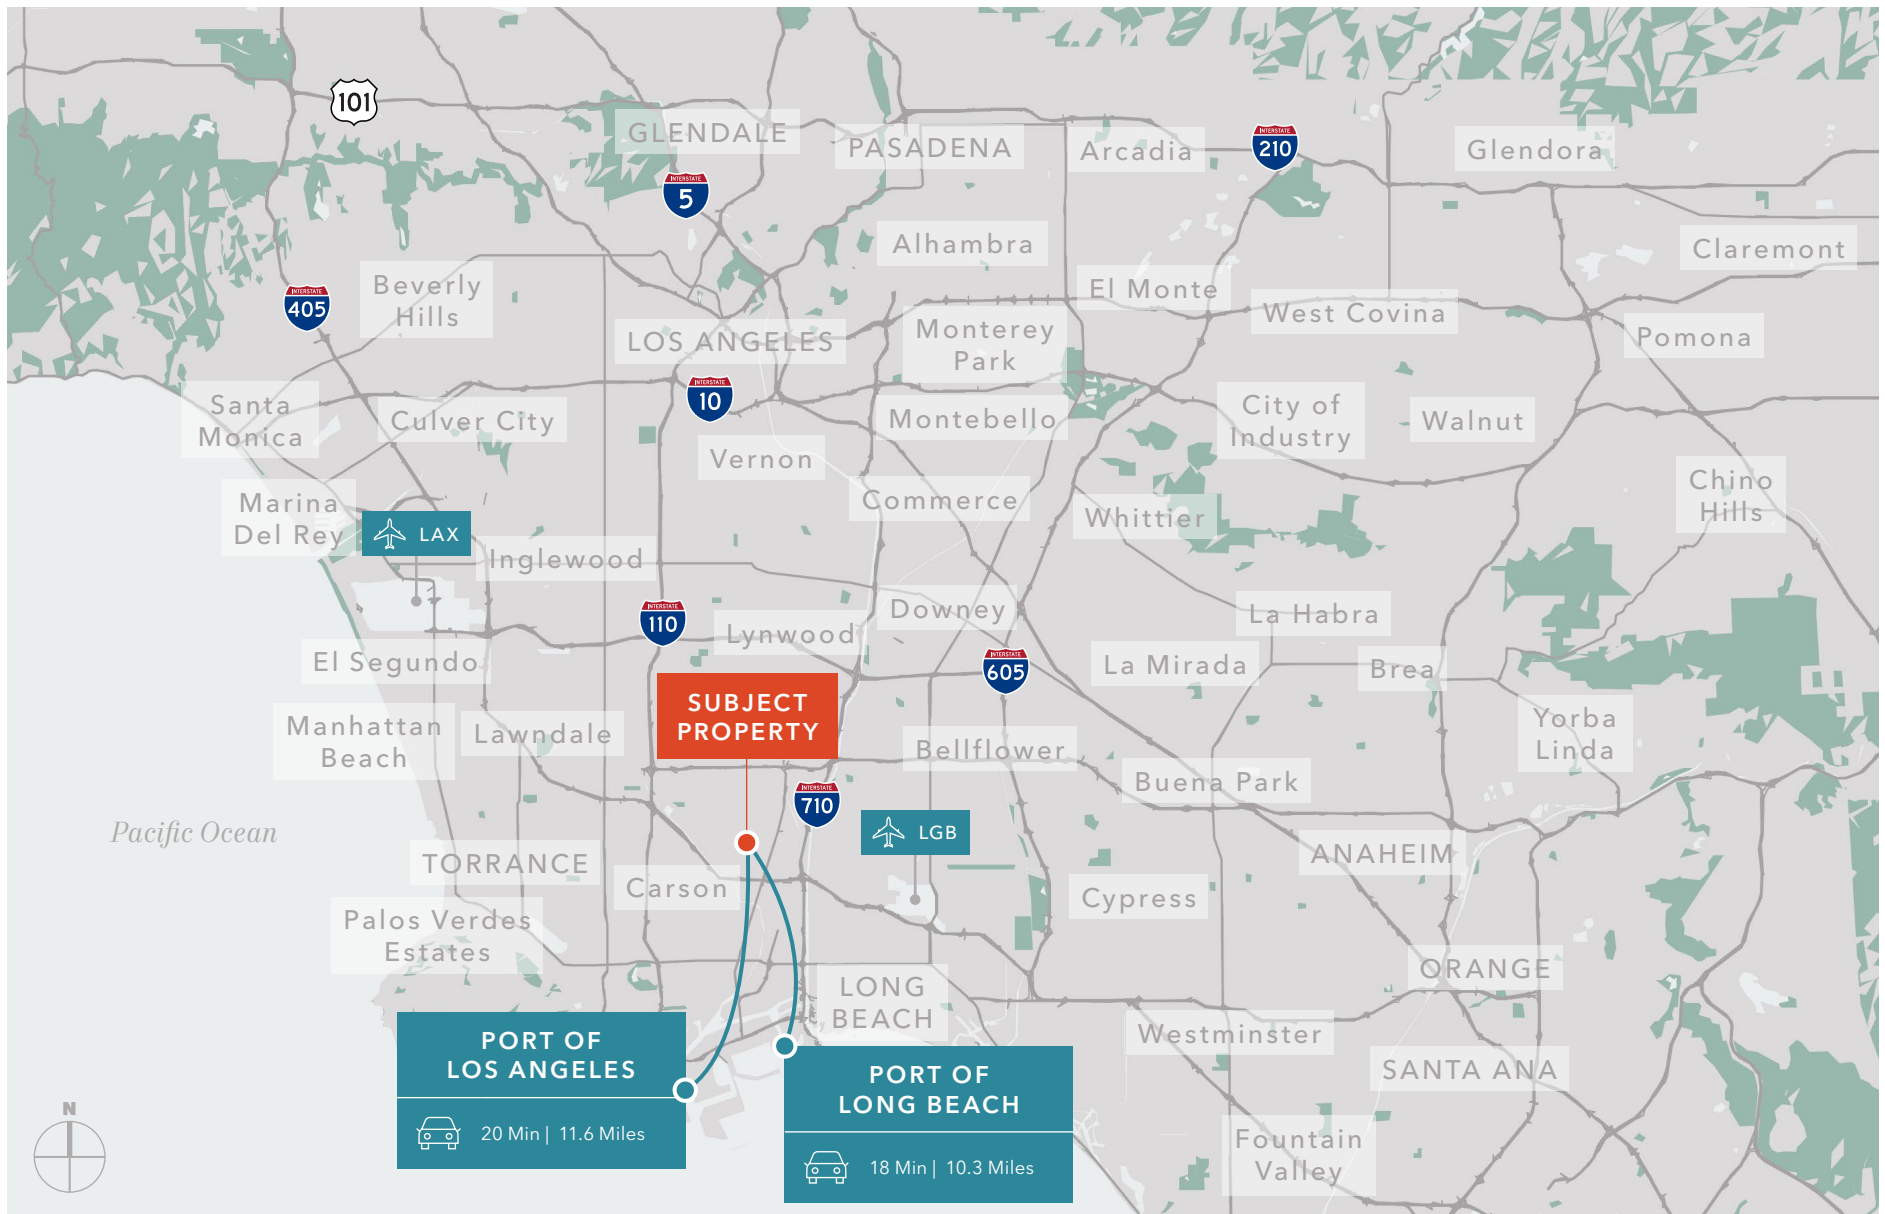 101
GLENDALE
PASADENA
Arcadia
INTERSTATE
210
Glendora
INTERSTATE
5
Alhambra
Claremont
Beverly
Hills
INTERSTATE
405
El Monte
West Covina
LOS ANGELES
Monterey
Park
Pomona
INTERSTATE
10
Santa
Monica
Culver City
Montebello
City of
Industry
Walnut
Vernon
Commerce
Whittier
Chino
Hills
Marina
Del Rey
LAX
Inglewood
Downey
La Habra
INTERSTATE
110
Lynwood
El Segundo
INTERSTATE
605
La Mirada
Brea
SUBJECT
PROPERTY
Manhattan
Beach
Lawndale
Bellflower
Yorba
Linda
Buena Park
INTERSTATE
710
LGB
Pacific Ocean
TORRANCE
Carson
ANAHEIM
Cypress
Palos Verdes
Estates
ORANGE
LONG
BEACH
Westminster
SANTA ANA
PORT OF
LOS ANGELES
20 Min | 11.6 Miles
PORT OF
LONG BEACH
18 Min | 10.3 Miles
Fountain
Valley
N